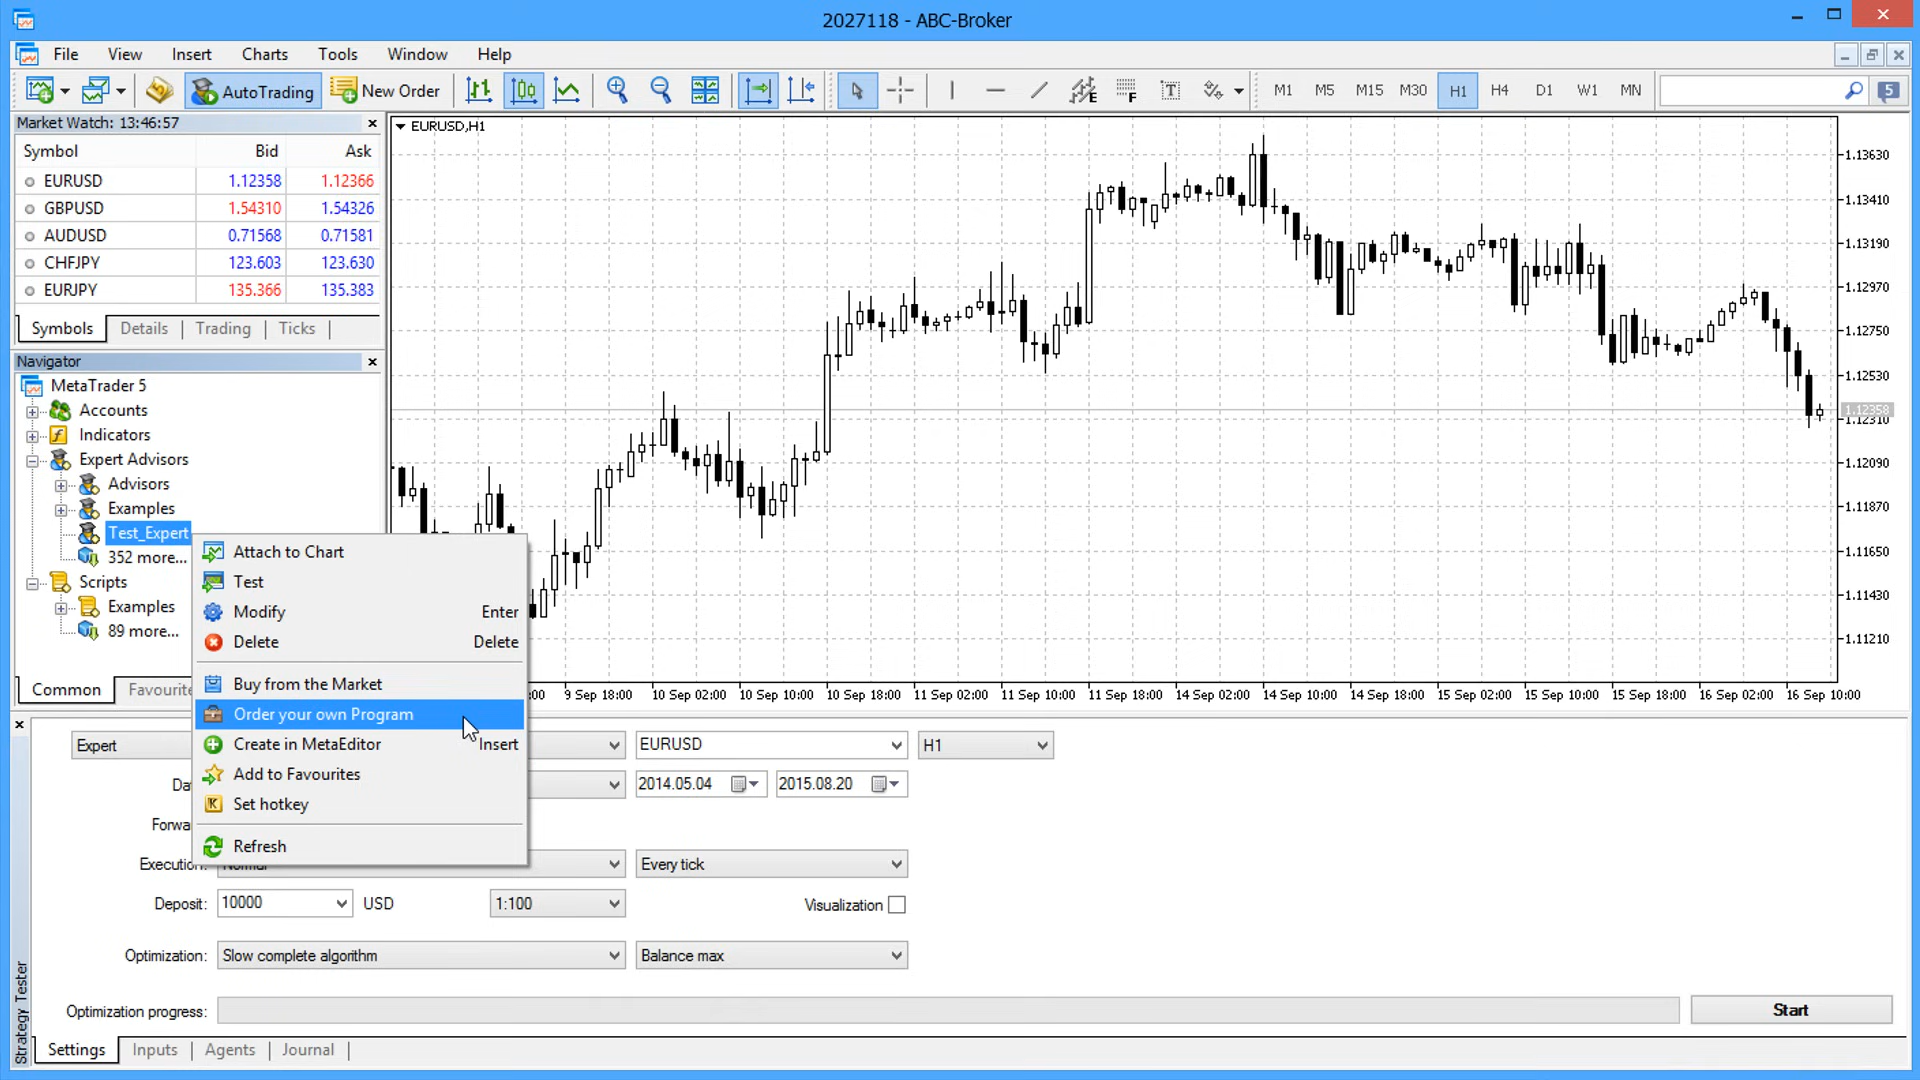 2027118 - ABC-Broker
File View Insert Charts Tools Window Help
AutoTrading New Order E F T M1 M5 M15 M30 H1 H4 D1 W1 MN 5
Market Watch: 13:46:57
Symbol Bid Ask
EURUSD 1.12358 1.12366
GBPUSD 1.54310 1.54326
AUDUSD 0.71568 0.71581
CHFJPY 123.603 123.630
EURJPY 135.366 135.383
Symbols Details Trading Ticks
Navigator
MetaTrader 5
Accounts
Indicators
Expert Advisors
Advisors
Examples
Test_Expert
352 more...
Scripts
Examples
89 more...
Common Favourite
Attach to Chart
Test
Modify Enter
Delete Delete
Buy from the Market
Order your own Program
Create in MetaEditor Insert
Add to Favourites
Set hotkey
Refresh
EURUSD,H1
1.13630
1.13410
1.13190
1.12970
1.12750
1.12530
1.12358
1.12310
1.12090
1.11870
1.11650
1.11430
1.11210
:00 9 Sep 18:00 10 Sep 02:00 10 Sep 10:00 10 Sep 18:00 11 Sep 02:00 11 Sep 10:00 11 Sep 18:00 14 Sep 02:00 14 Sep 10:00 14 Sep 18:00 15 Sep 02:00 15 Sep 10:00 15 Sep 18:00 16 Sep 02:00 16 Sep 10:00
Expert EURUSD H1
Da 2014.05.04 2015.08.20
Forwa
Execution: Normal Every tick
Deposit: 10000 USD 1:100 Visualization
Optimization: Slow complete algorithm Balance max
Optimization progress: Start
Strategy Tester
Settings Inputs Agents Journal